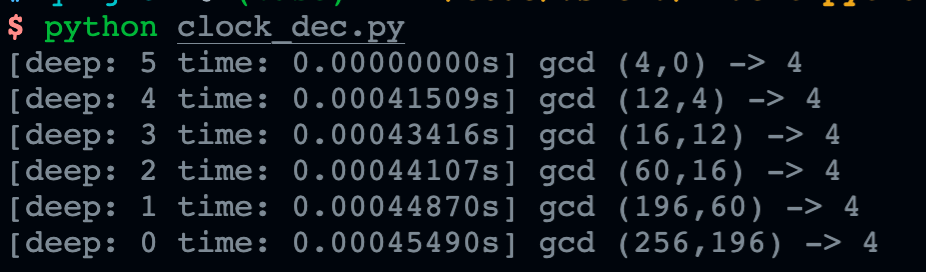 $ python clock_dec.py
[deep: 5 time: 0.00000000s] gcd (4,0) -> 4
[deep: 4 time: 0.00041509s] gcd (12,4) -> 4
[deep: 3 time: 0.00043416s] gcd (16,12) -> 4
[deep: 2 time: 0.00044107s] gcd (60,16) -> 4
[deep: 1 time: 0.00044870s] gcd (196,60) -> 4
[deep: 0 time: 0.00045490s] gcd (256,196) -> 4